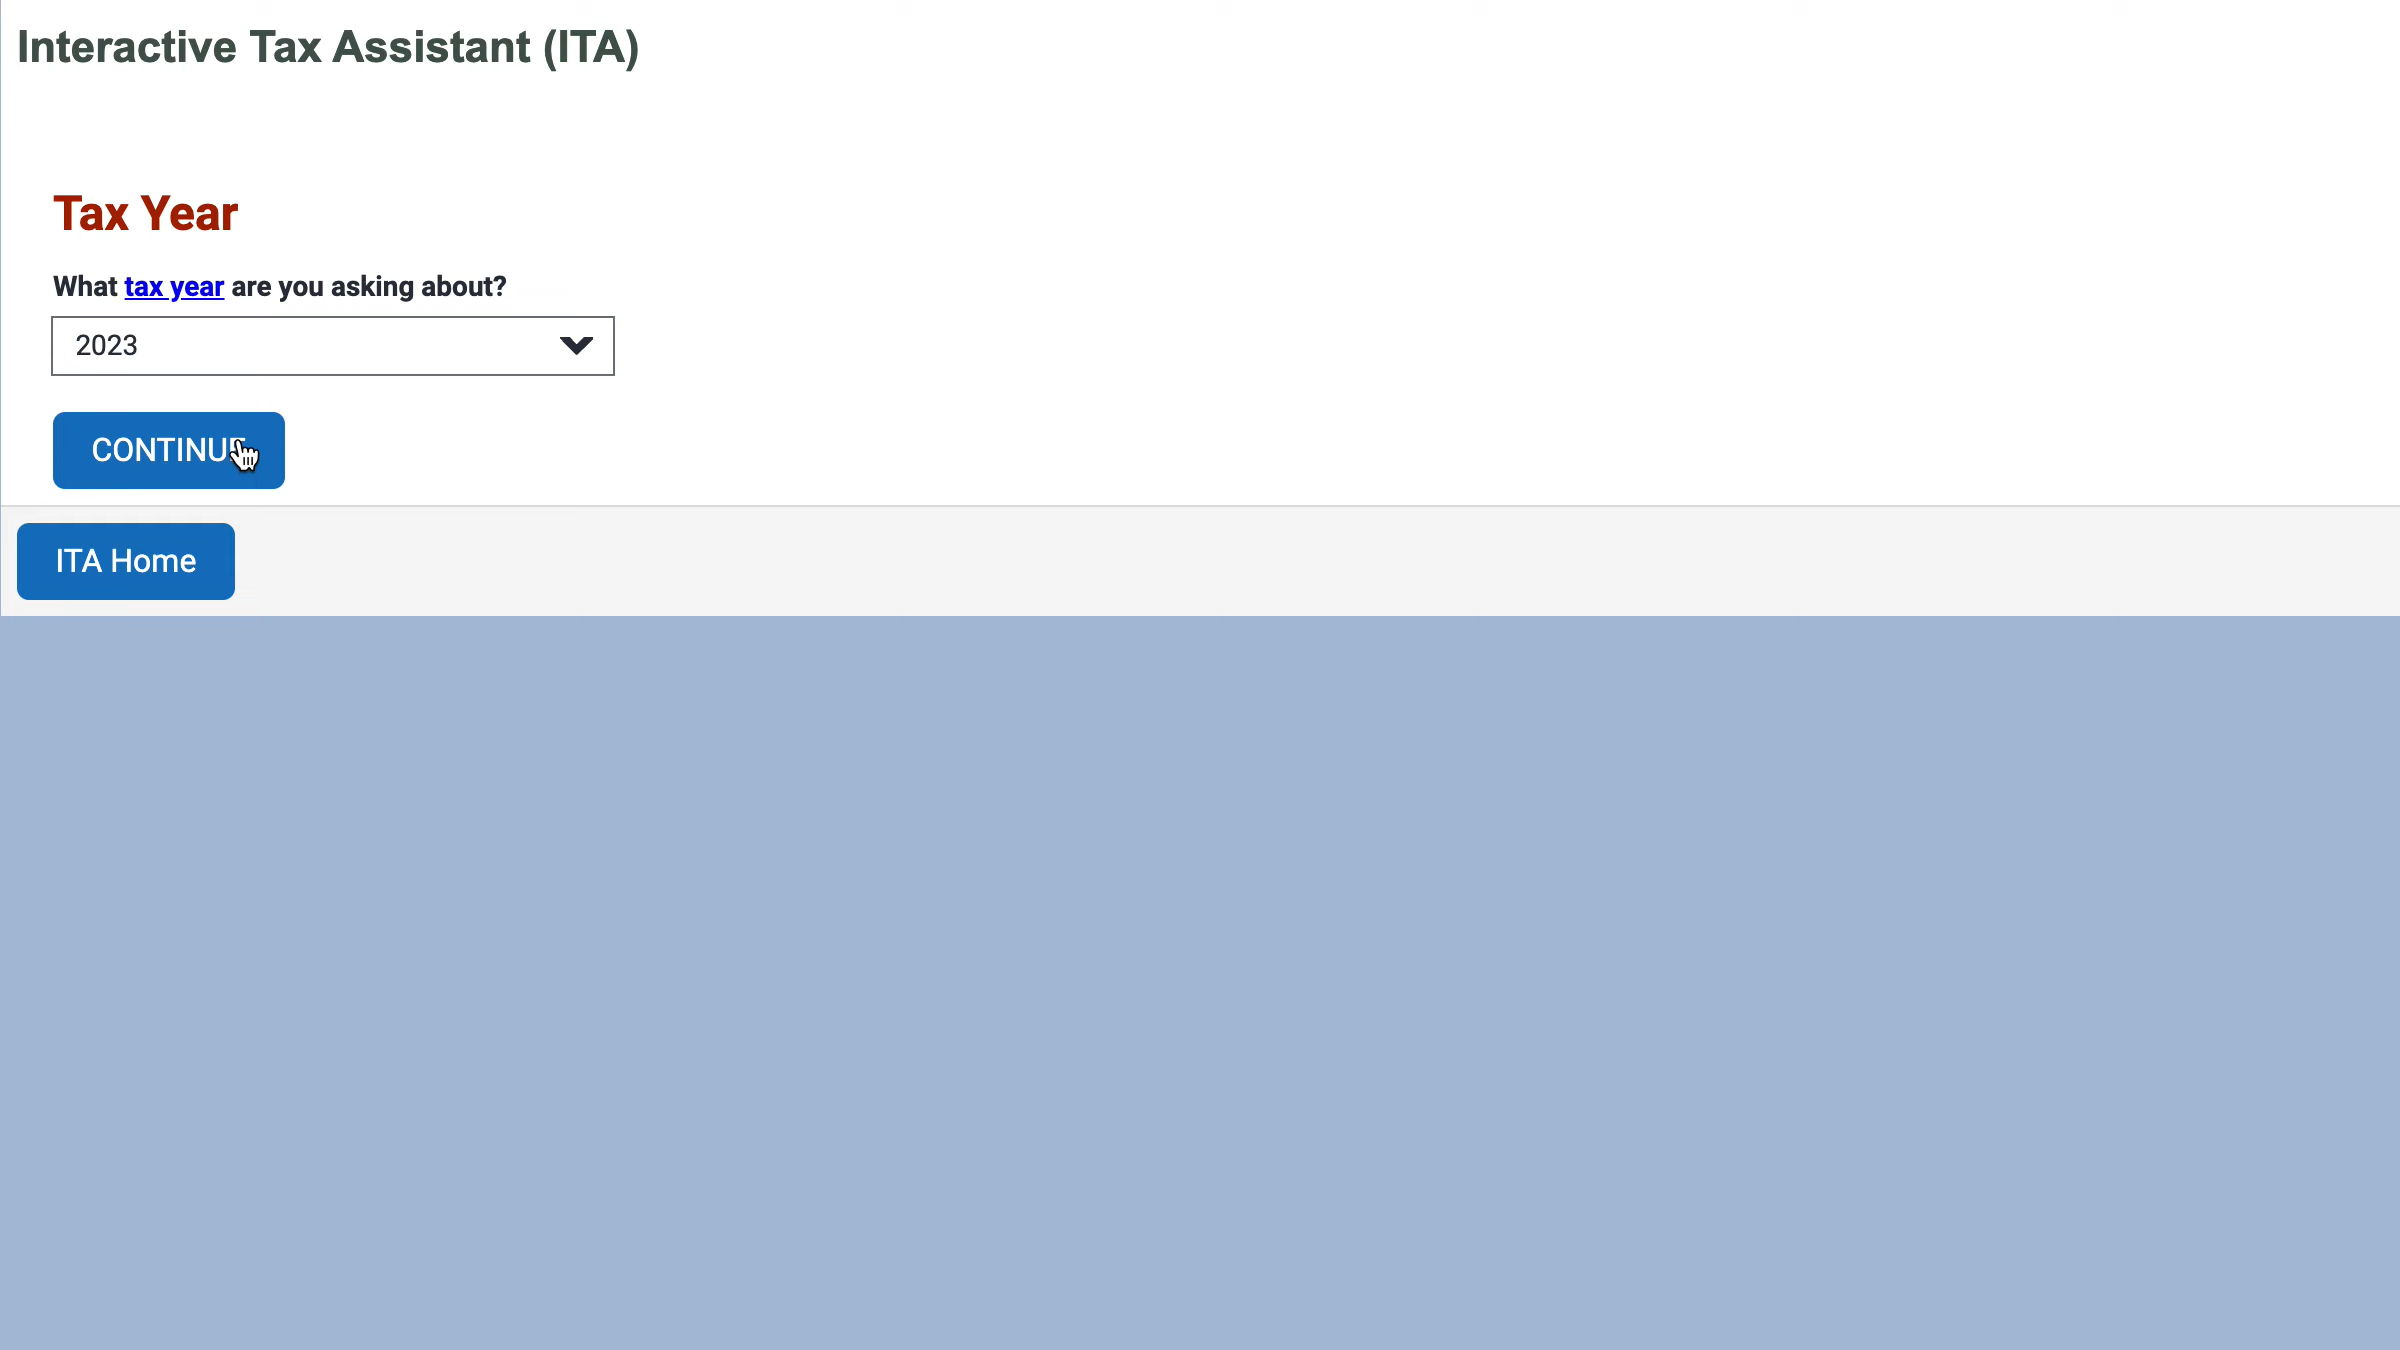 Interactive Tax Assistant (ITA)
Tax Year
What tax year are you asking about?
2023
CONTINUE
ITA Home